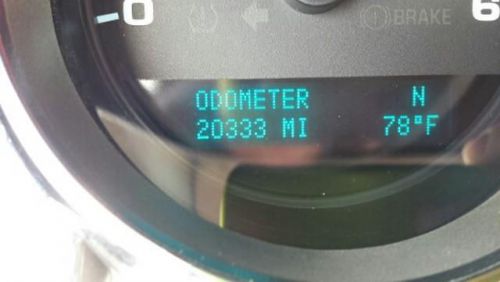 0 BRAKE 6
ODOMETER N
20333 MI 78°F